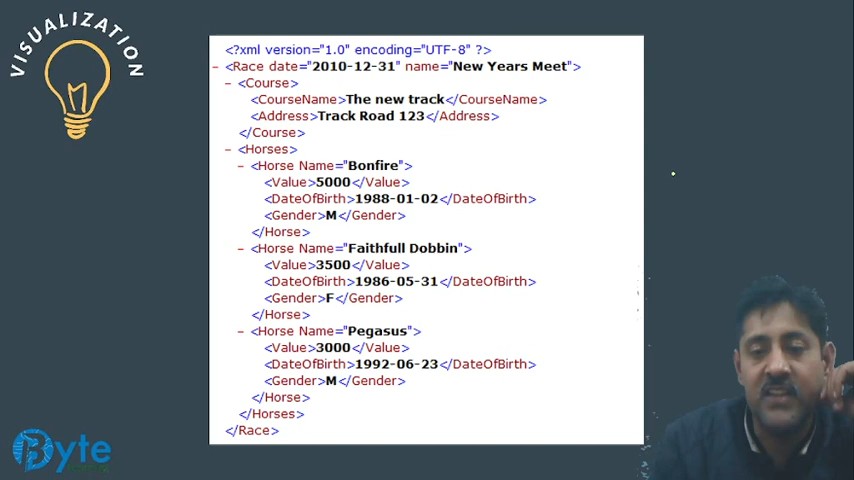 VISUALIZATION
<?xml version="1.0" encoding="UTF-8" ?>
- <Race date="2010-12-31" name="New Years Meet">
- <Course>
<CourseName>The new track</CourseName>
<Address>Track Road 123</Address>
</Course>
- <Horses>
- <Horse Name="Bonfire">
<Value>5000</Value>
<DateOfBirth>1988-01-02</DateOfBirth>
<Gender>M</Gender>
</Horse>
- <Horse Name="Faithfull Dobbin">
<Value>3500</Value>
<DateOfBirth>1986-05-31</DateOfBirth>
<Gender>F</Gender>
</Horse>
- <Horse Name="Pegasus">
<Value>3000</Value>
<DateOfBirth>1992-06-23</DateOfBirth>
<Gender>M</Gender>
</Horse>
</Horses>
</Race>
Byte